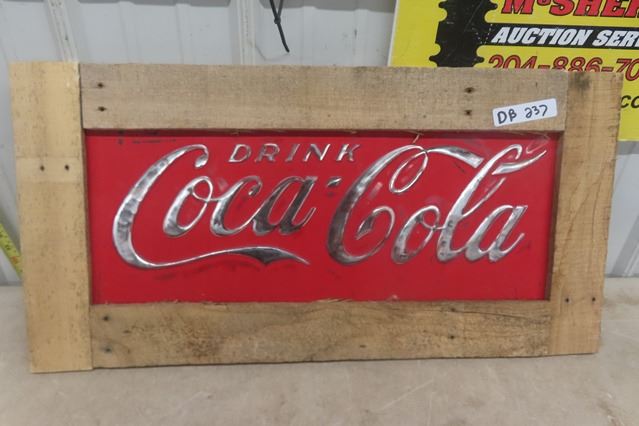 AUCTION SER
204-886-70
DB 237
DRINK
Coca-Cola